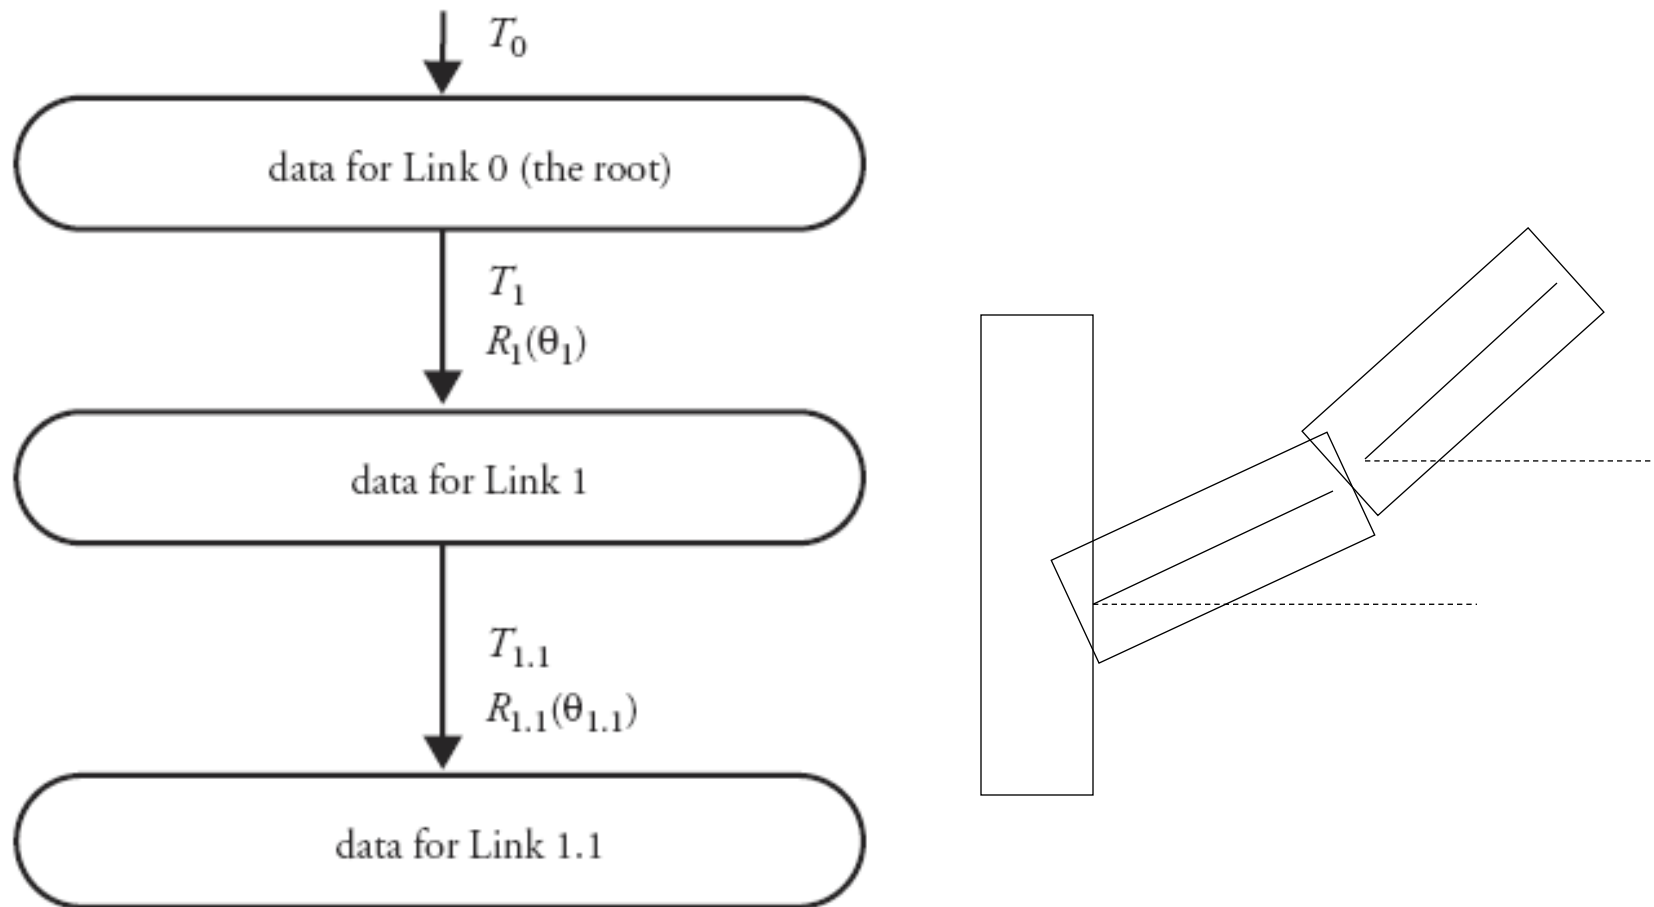 T₀
data for Link 0 (the root)
T₁
R₁(θ₁)
data for Link 1
T₁.₁
R₁.₁(θ₁.₁)
data for Link 1.1